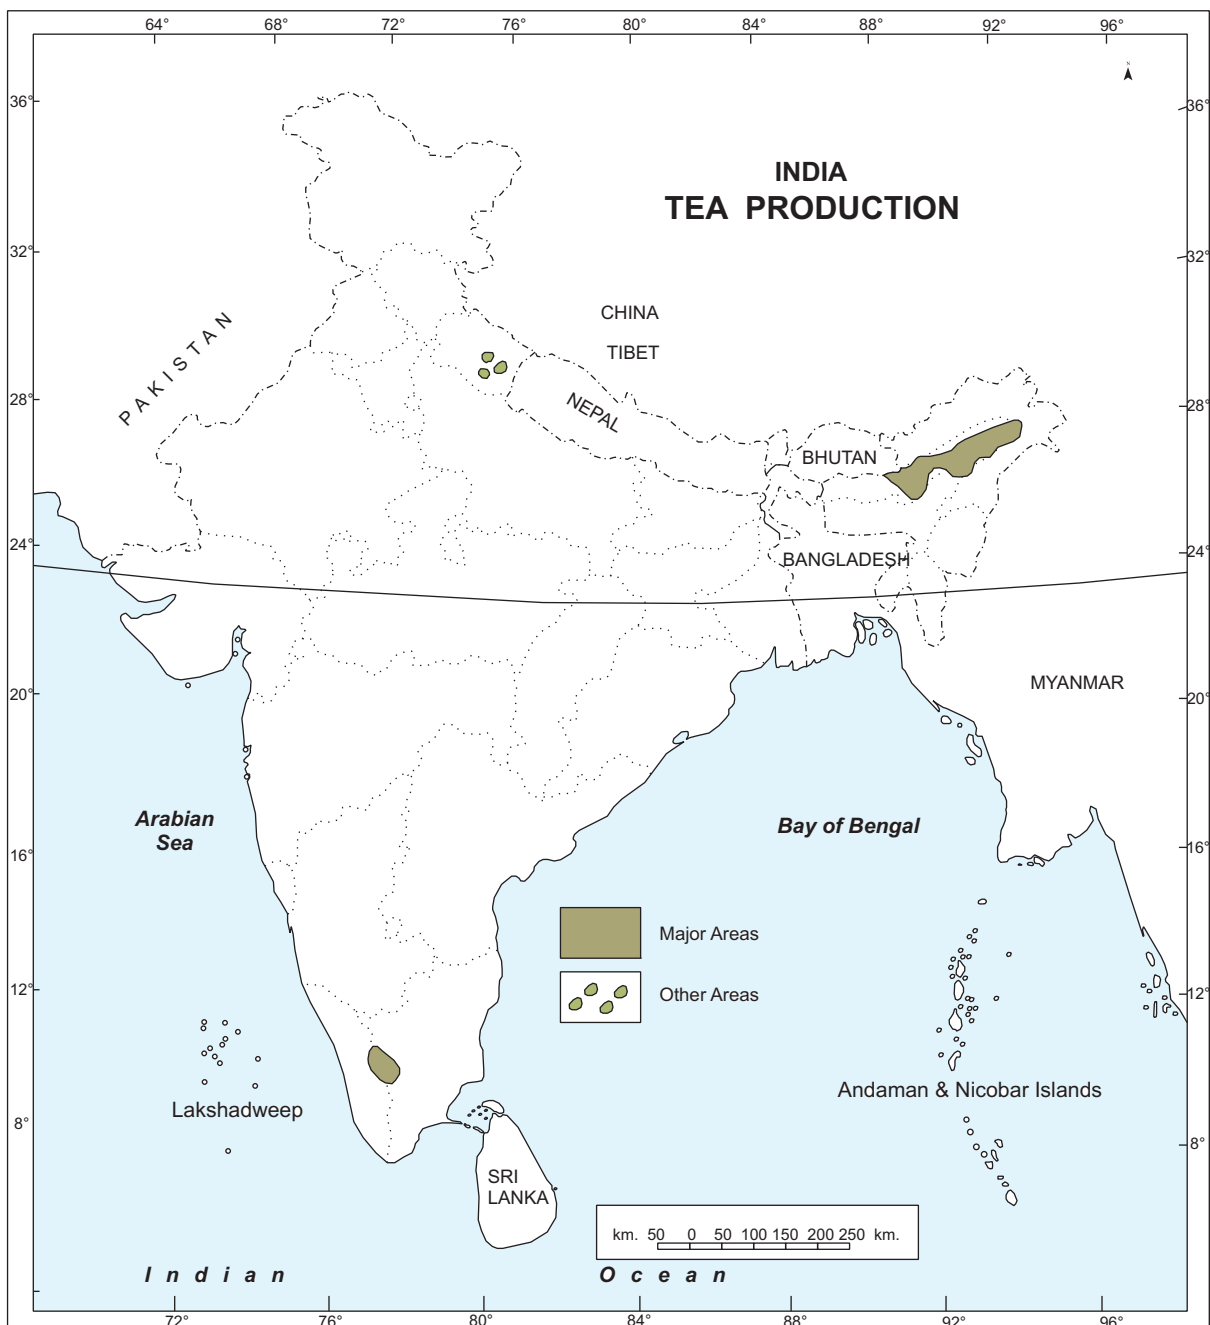 64° 68° 72° 76° 80° 84° 88° 92° 96°
N
36° 36°
INDIA
TEA PRODUCTION
32° 32°
CHINA
PAKISTAN
TIBET
28° 28°
NEPAL
BHUTAN
24° 24°
BANGLADESH
MYANMAR
20° 20°
Arabian
Sea
Bay of Bengal
16° 16°
Major Areas
12° Other Areas 12°
Andaman & Nicobar Islands
Lakshadweep
8° 8°
SRI
LANKA
km. 50 0 50 100 150 200 250 km.
Indian Ocean
72° 76° 80° 84° 88° 92° 96°